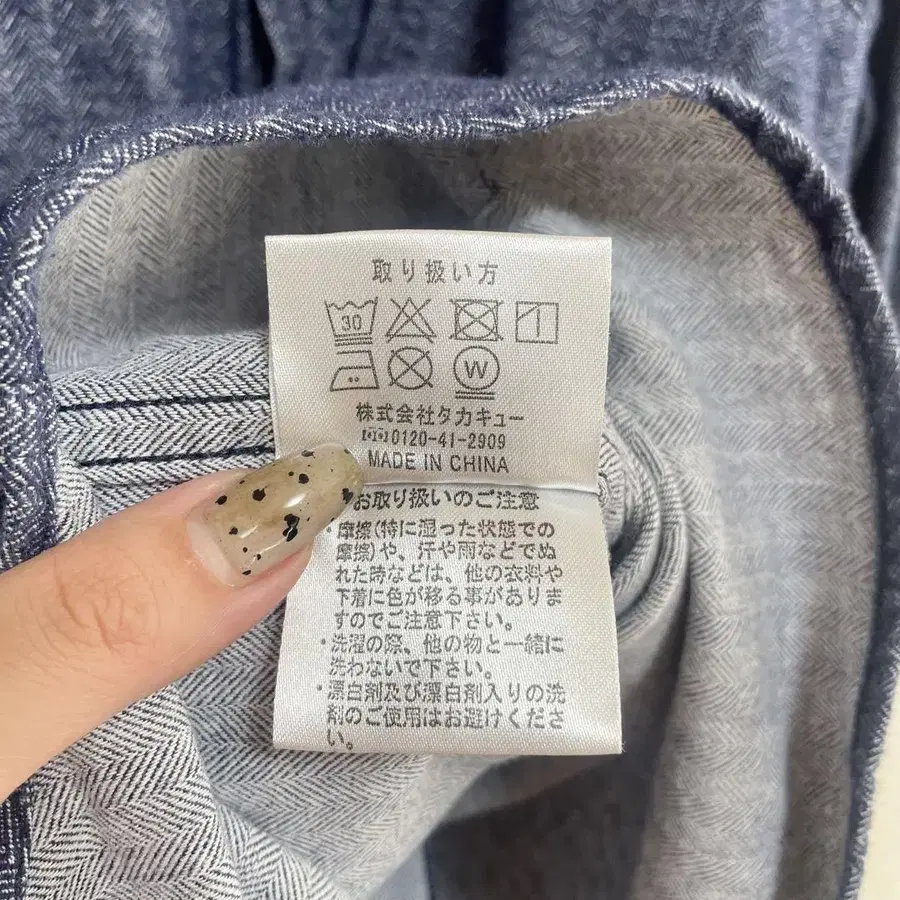 取り扱い方
30
W
株式会社タカキュー
0120-41-2909
MADE IN CHINA
お取り扱いのご注意
・摩擦(特に湿った状態での
摩擦)や、汗や雨などでぬ
れた時などは、他の衣料や
下着に色が移る事がありま
すのでご注意下さい。
・洗濯の際、他の物と一緒に
洗わないで下さい。
・漂白剤及び漂白剤入りの洗
剤のご使用はお避けくださ
い。